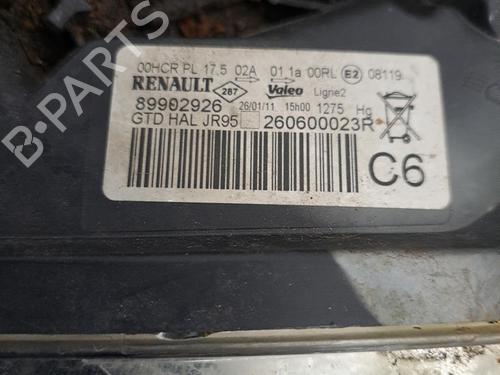 00HCR PL 17.5 02A 01.1a 00RL E2 08119
RENAULT 287 Valeo Ligne2
89902926 26/01/11 15h00 1275 Hg
GTD HAL JR95 260600023R
C6
B-PARTS